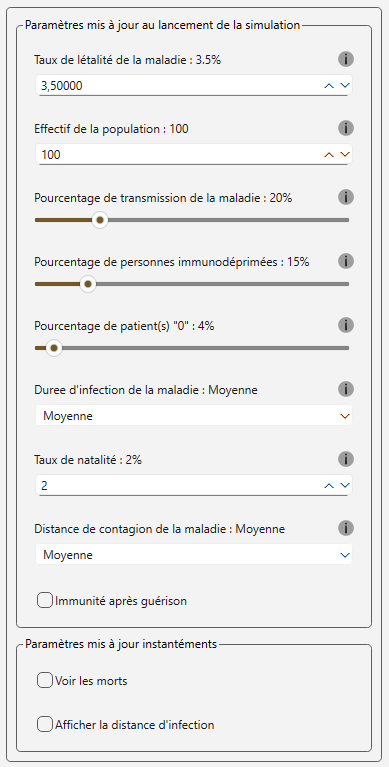 Paramètres mis à jour au lancement de la simulation
Taux de létalité de la maladie : 3.5%
3,50000
Effectif de la population : 100
100
Pourcentage de transmission de la maladie : 20%
Pourcentage de personnes immunodéprimées : 15%
Pourcentage de patient(s) "0" : 4%
Duree d'infection de la maladie : Moyenne
Moyenne
Taux de natalité : 2%
2
Distance de contagion de la maladie : Moyenne
Moyenne
Immunité après guérison
Paramètres mis à jour instantéments
Voir les morts
Afficher la distance d'infection